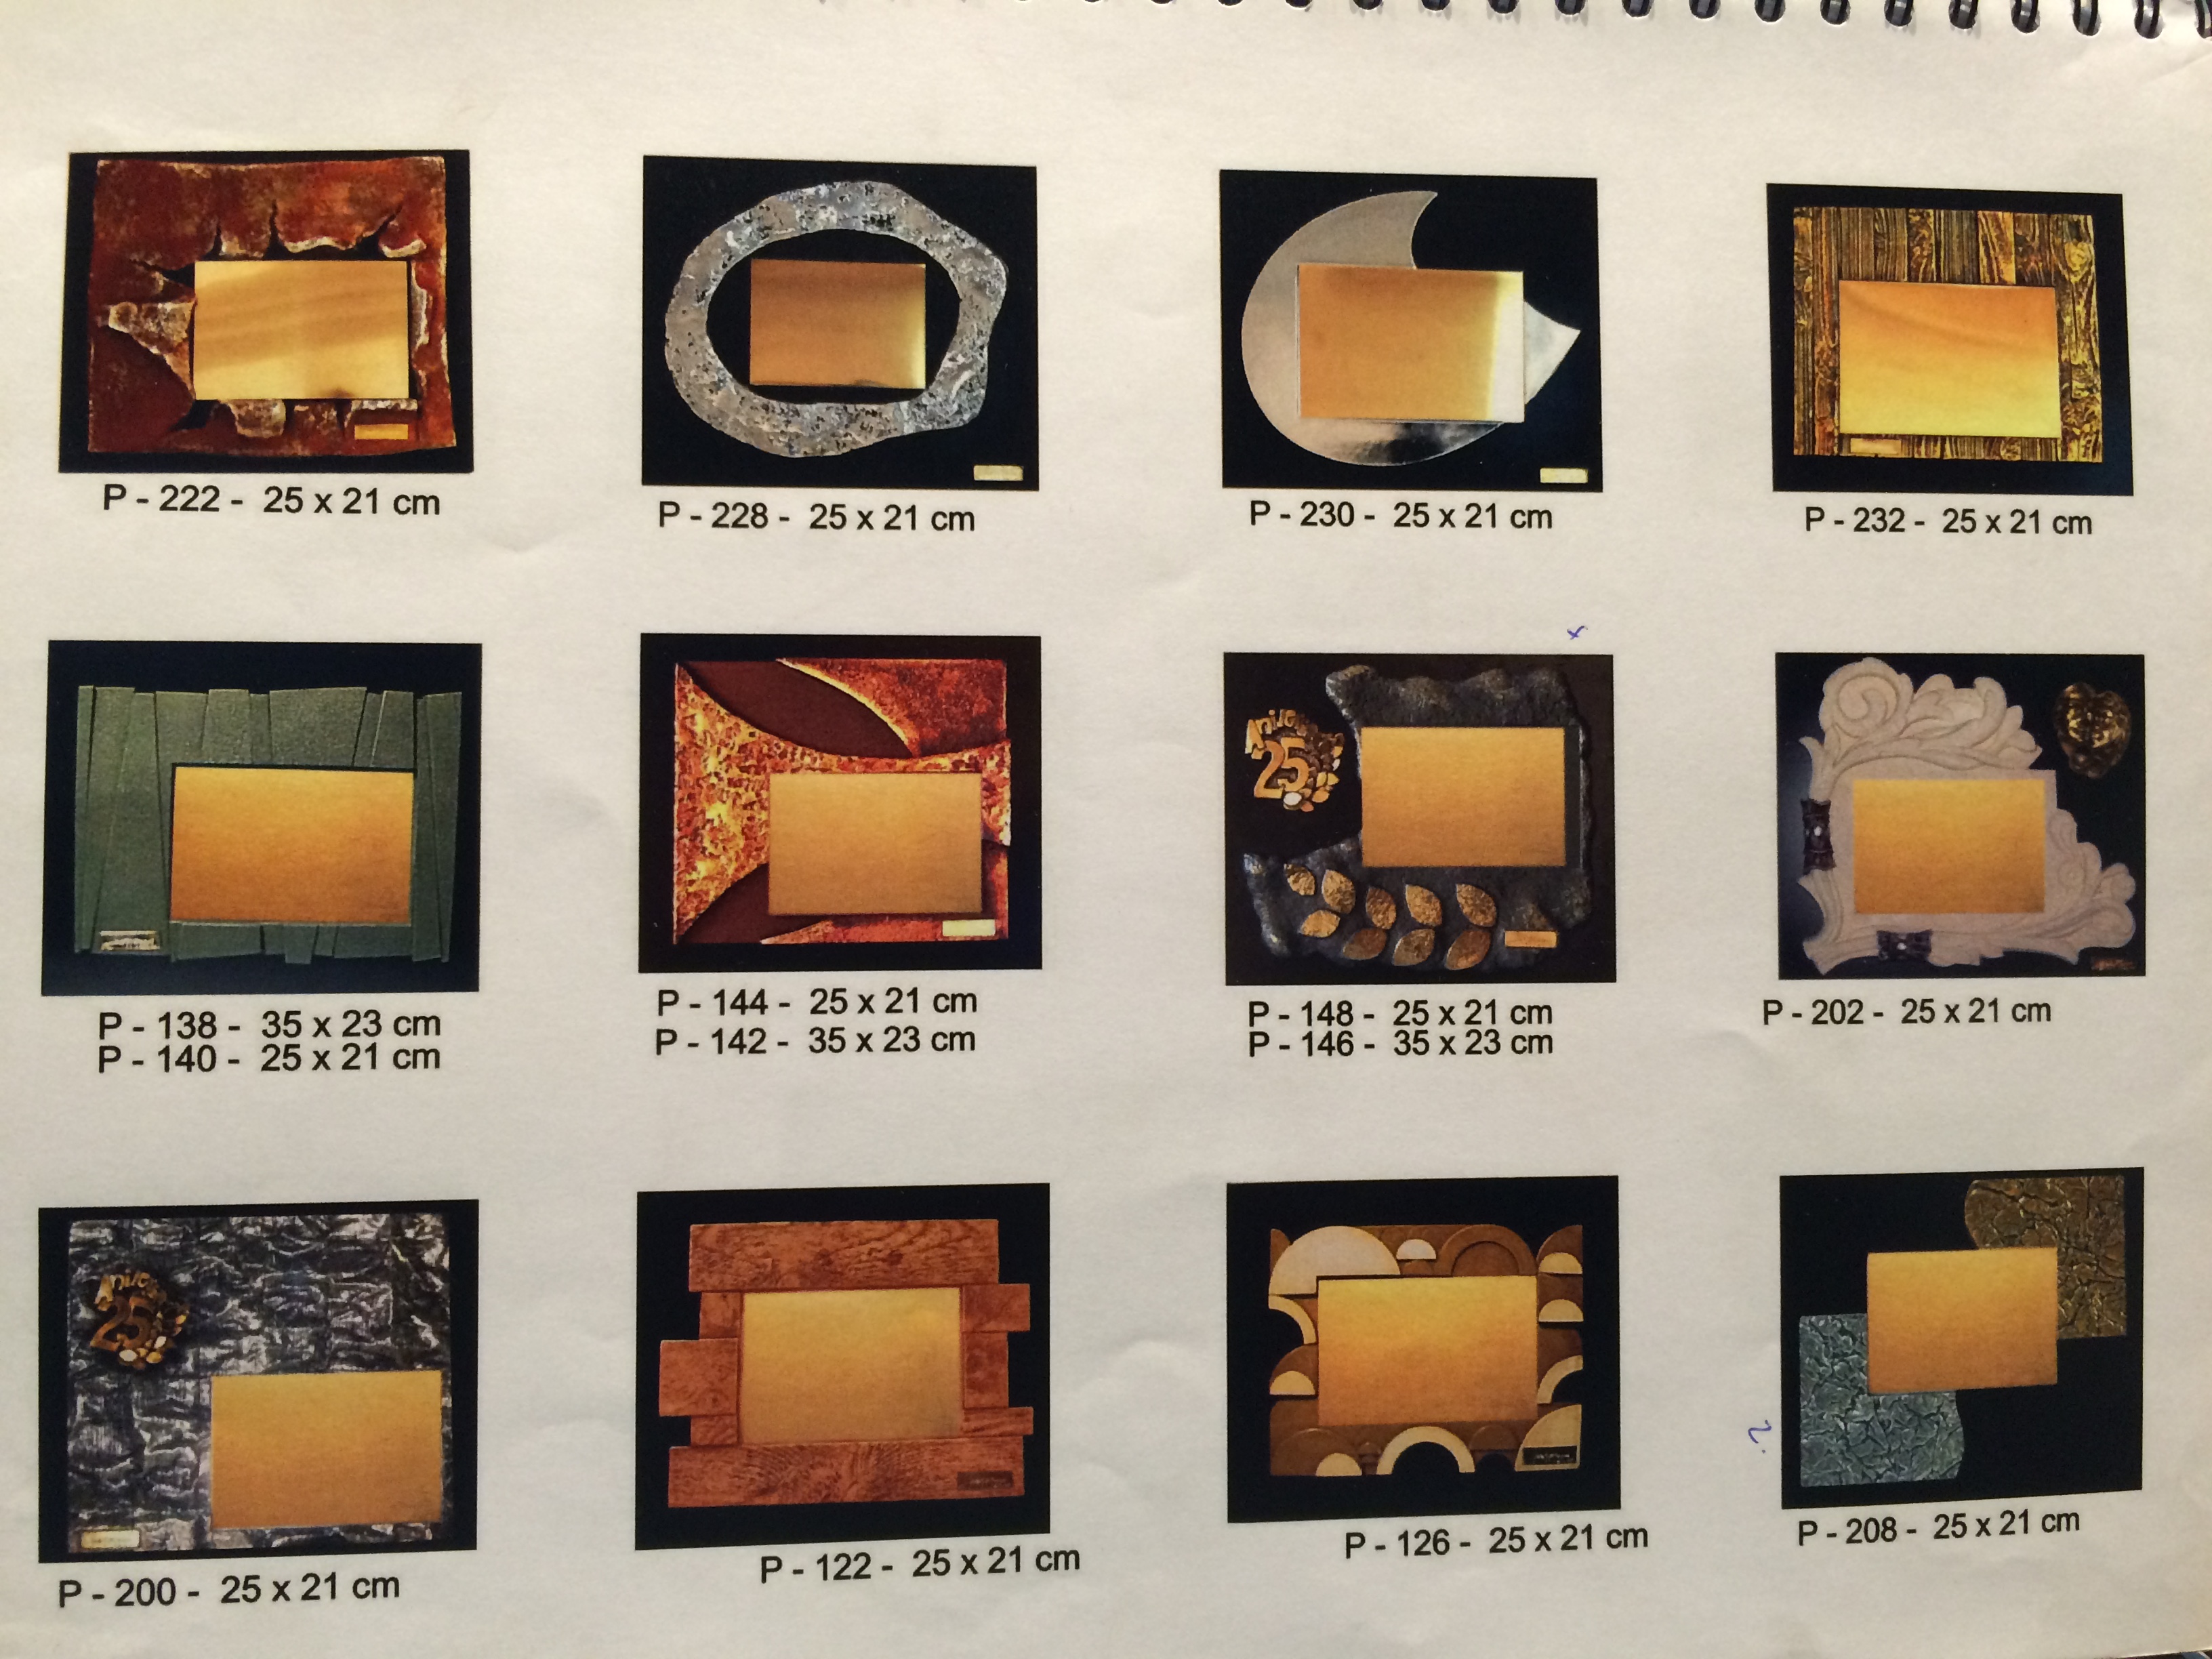 P - 222 - 25 x 21 cm
P - 228 - 25 x 21 cm
P - 230 - 25 x 21 cm
P - 232 - 25 x 21 cm
Anive
25
P - 138 - 35 x 23 cm
P - 140 - 25 x 21 cm
P - 144 - 25 x 21 cm
P - 142 - 35 x 23 cm
P - 148 - 25 x 21 cm
P - 146 - 35 x 23 cm
P - 202 - 25 x 21 cm
Anive
25
P - 200 - 25 x 21 cm
P - 122 - 25 x 21 cm
P - 126 - 25 x 21 cm
P - 208 - 25 x 21 cm